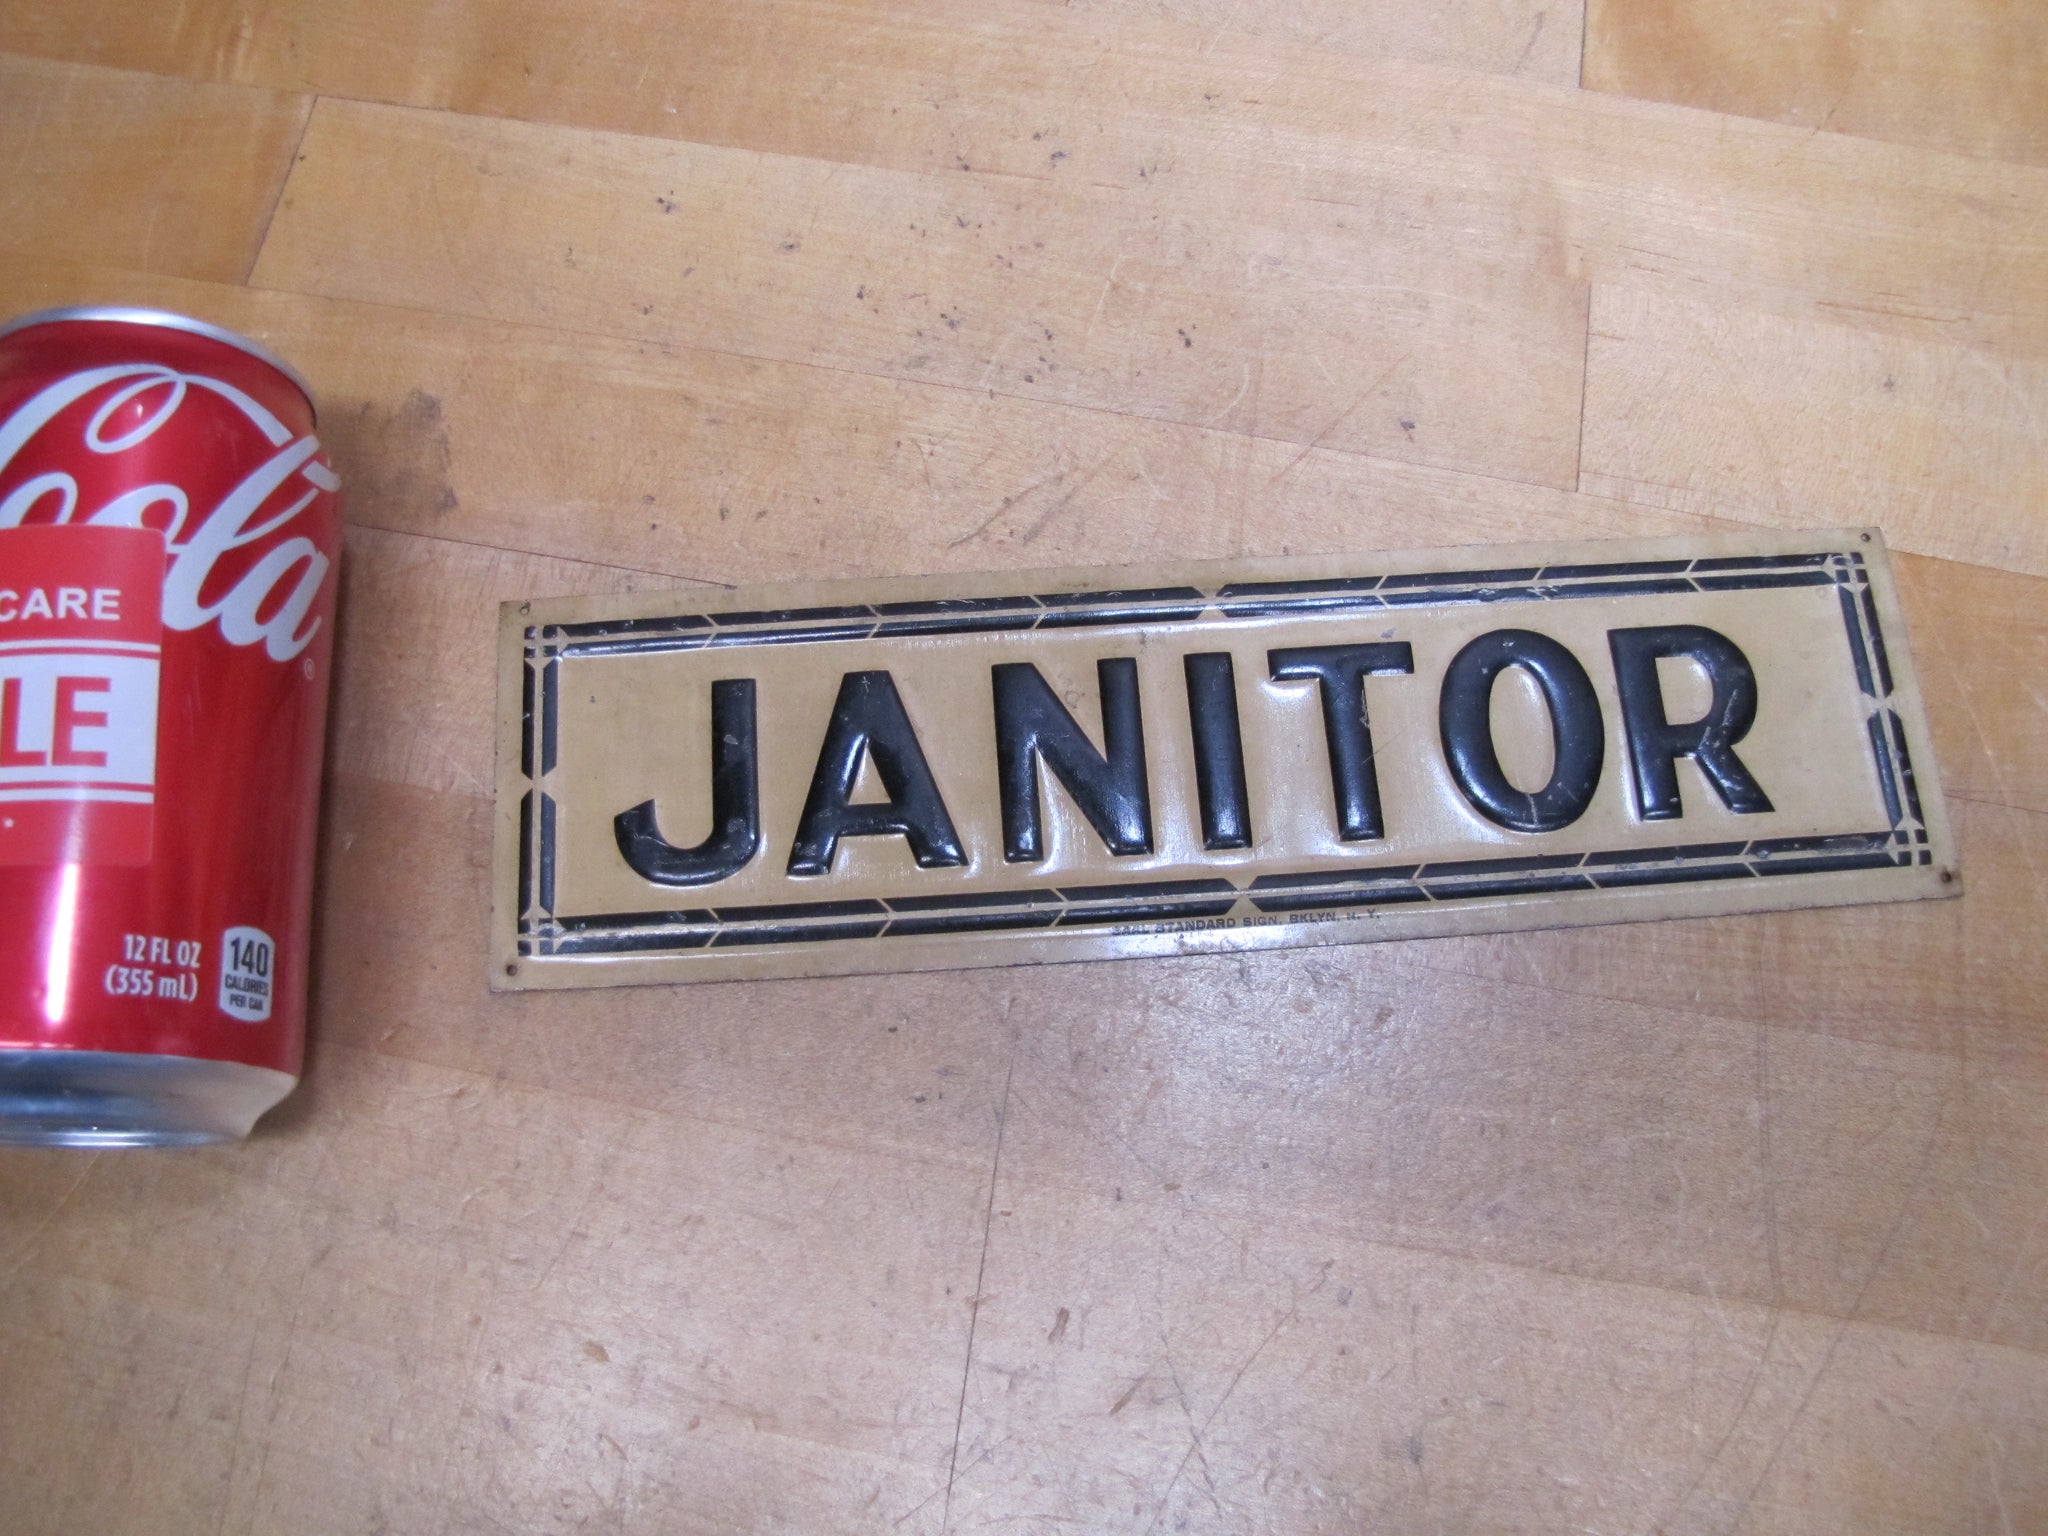 Cola®
CARE
LE
12 FL OZ
(355 mL)
140
CALORIES
PER CAN
JANITOR
STANDARD SIGN, BKLYN, N. Y.